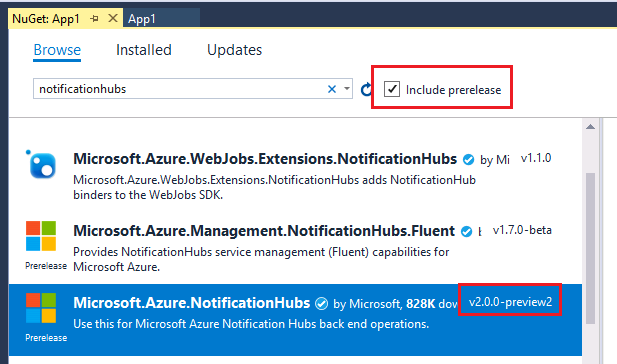 NuGet: App1
App1
Browse Installed Updates
notificationhubs
Include prerelease
Microsoft.Azure.WebJobs.Extensions.NotificationHubs by Mi v1.1.0
Microsoft.Azure.WebJobs.Extensions.NotificationHubs adds NotificationHub
binders to the WebJobs SDK.
Microsoft.Azure.Management.NotificationHubs.Fluent v1.7.0-beta
Provides NotificationHubs service management (Fluent) capabilities for
Microsoft Azure.
Prerelease
Microsoft.Azure.NotificationHubs by Microsoft, 828K dow v2.0.0-preview2
Use this for Microsoft Azure Notification Hubs back end operations.
Prerelease